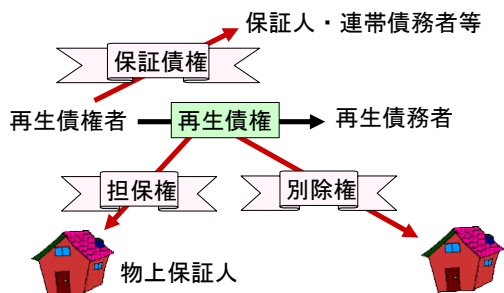 保証人・連帯債務者等
保証債権
再生債権者
再生債権
再生債務者
担保権
別除権
物上保証人